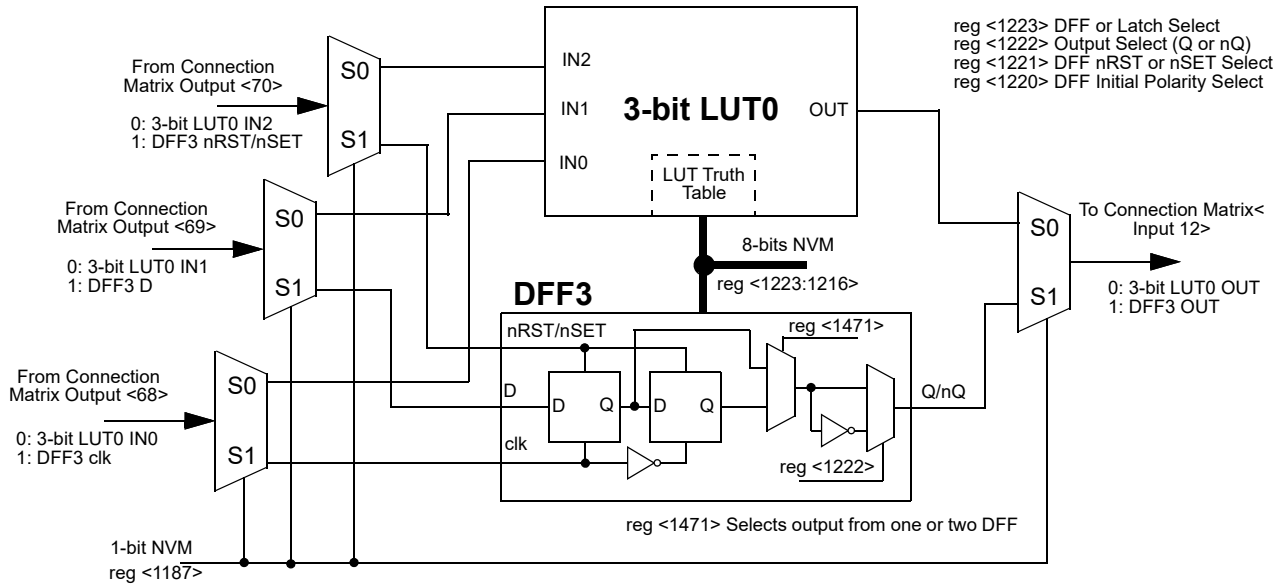 reg <1223> DFF or Latch Select
reg <1222> Output Select (Q or nQ)
reg <1221> DFF nRST or nSET Select
reg <1220> DFF Initial Polarity Select
From Connection
Matrix Output <70>
0: 3-bit LUT0 IN2
1: DFF3 nRST/nSET
S0
S1
From Connection
Matrix Output <69>
0: 3-bit LUT0 IN1
1: DFF3 D
S0
S1
From Connection
Matrix Output <68>
0: 3-bit LUT0 IN0
1: DFF3 clk
S0
S1
1-bit NVM
reg <1187>
IN2
IN1
IN0
3-bit LUT0
OUT
LUT Truth
Table
8-bits NVM
reg <1223:1216>
DFF3
nRST/nSET
D
clk
D
Q
D
Q
reg <1471>
reg <1222>
Q/nQ
reg <1471> Selects output from one or two DFF
S0
S1
To Connection Matrix<
Input 12>
0: 3-bit LUT0 OUT
1: DFF3 OUT